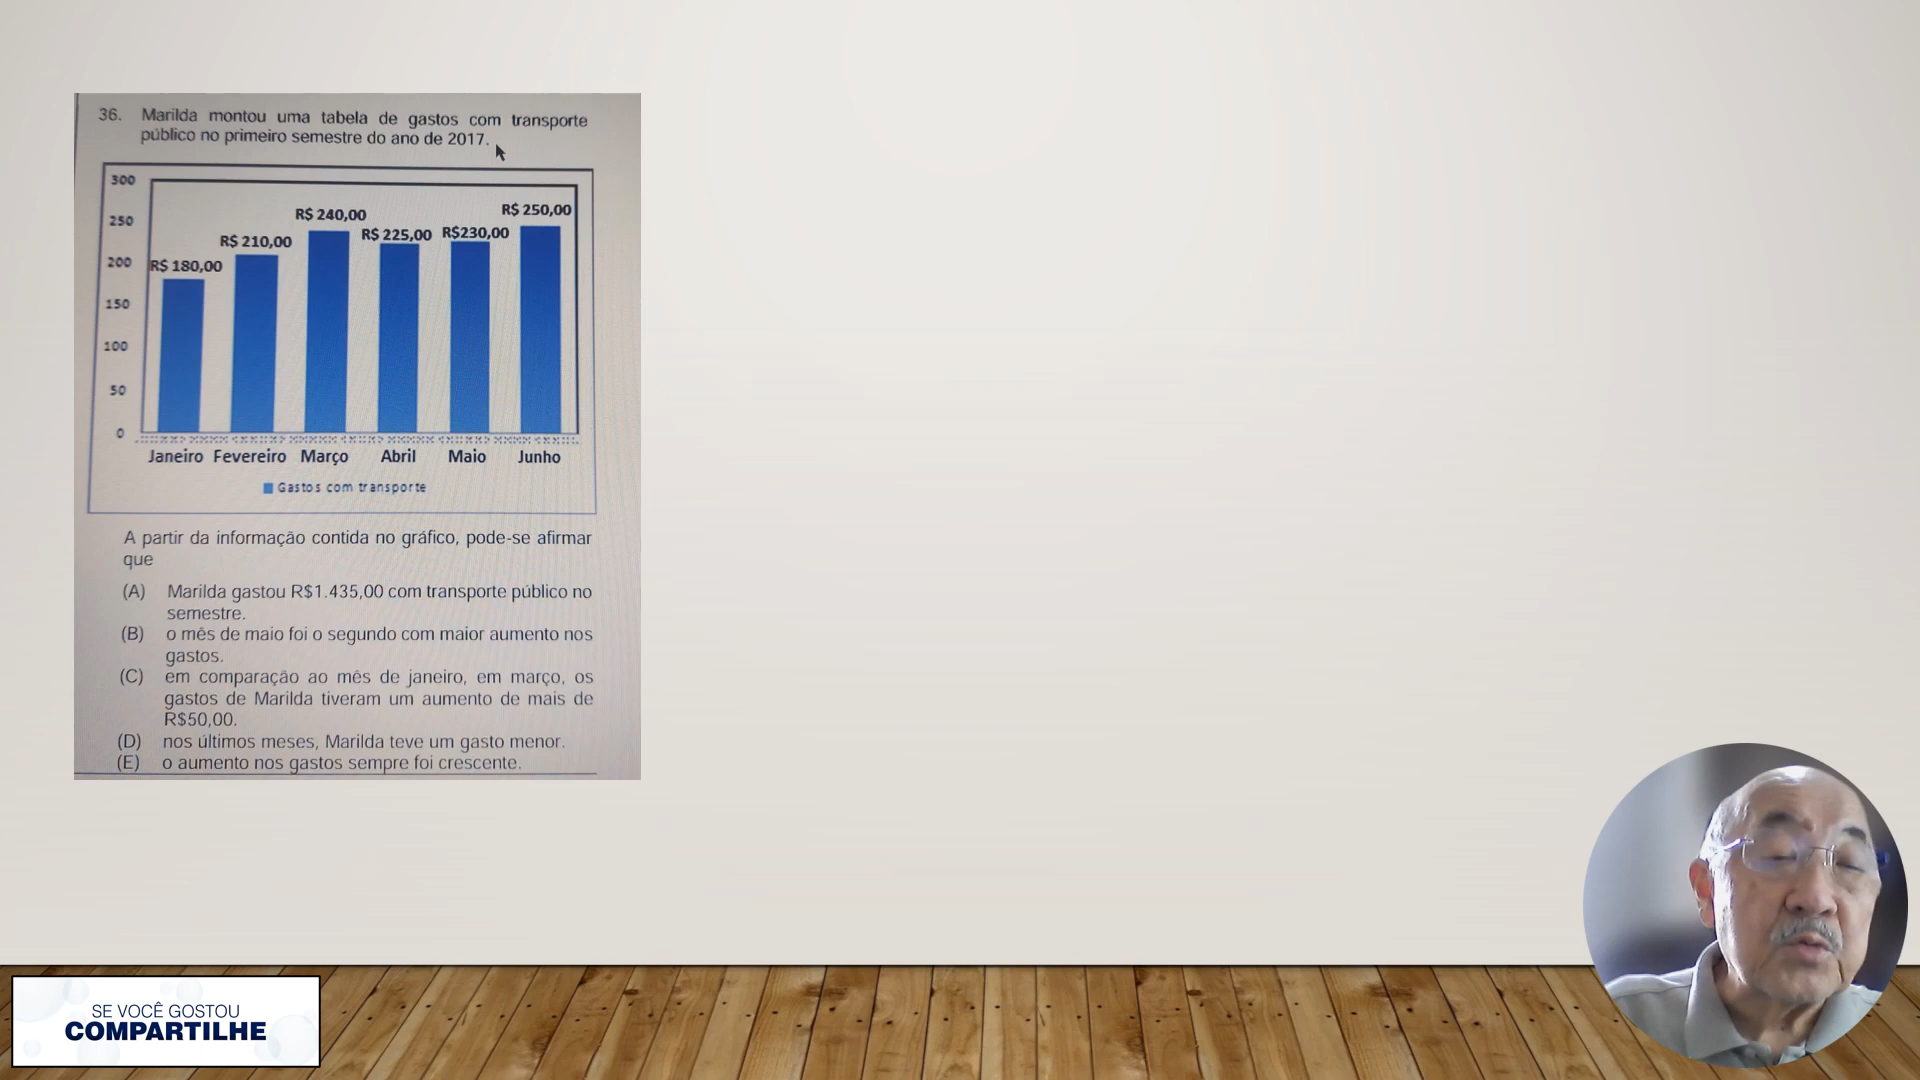 36. Marilda montou uma tabela de gastos com transporte
público no primeiro semestre do ano de 2017.
300
250
200
150
100
50
0
R$ 180,00
R$ 210,00
R$ 240,00
R$ 225,00
R$230,00
R$ 250,00
Janeiro Fevereiro Março Abril Maio Junho
Gastos com transporte
A partir da informação contida no gráfico, pode-se afirmar
que
(A) Marilda gastou R$1.435,00 com transporte público no
semestre.
(B) o mês de maio foi o segundo com maior aumento nos
gastos.
(C) em comparação ao mês de janeiro, em março, os
gastos de Marilda tiveram um aumento de mais de
R$50,00.
(D) nos últimos meses, Marilda teve um gasto menor.
(E) o aumento nos gastos sempre foi crescente.
SE VOCÊ GOSTOU
COMPARTILHE